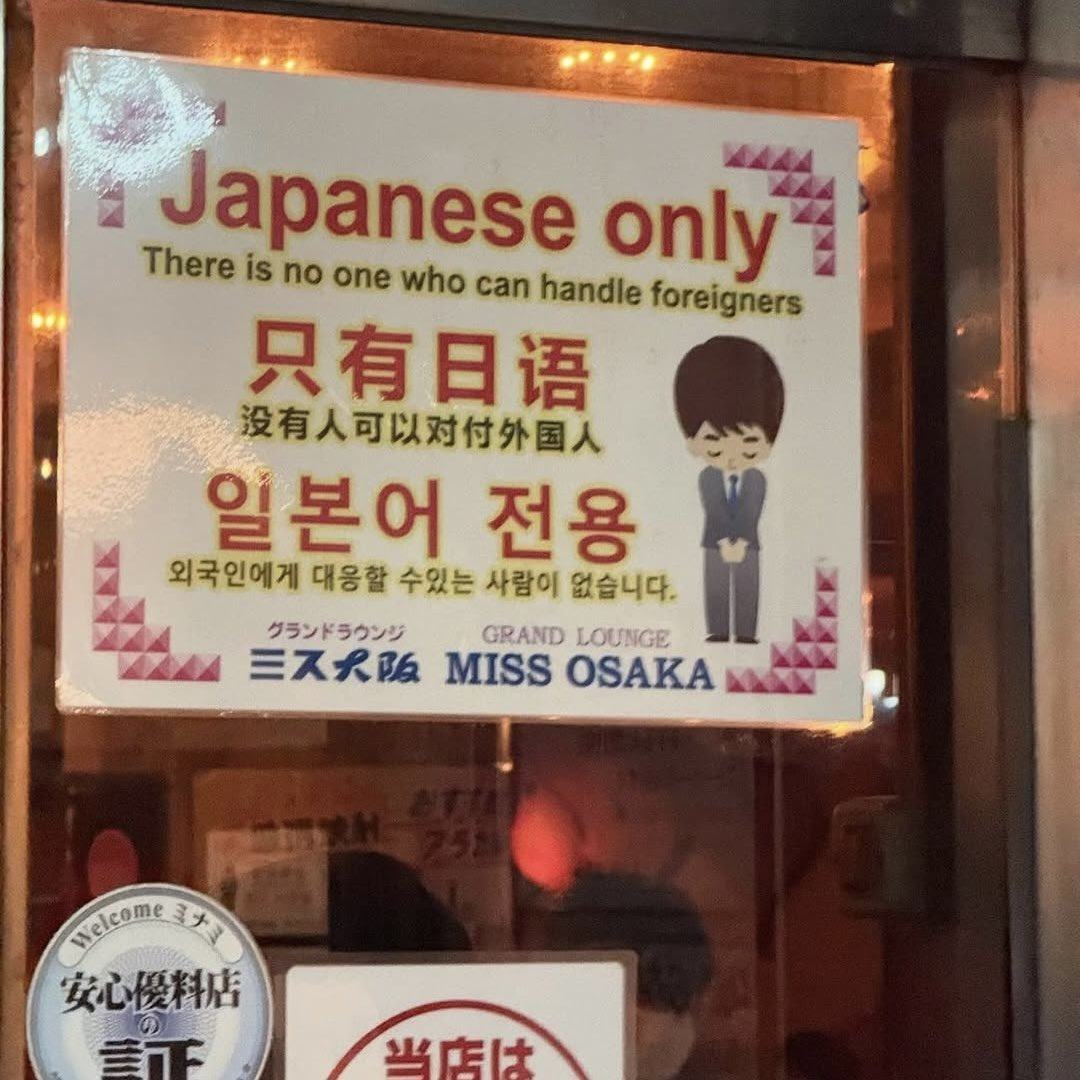 Japanese only
There is no one who can handle foreigners
只有日语
没有人可以对付外国人
일본어 전용
외국인에게 대응할 수있는 사람이 없습니다.
グランドラウンジ
ミス大阪
GRAND LOUNGE
MISS OSAKA
Welcome ミナミ
安心優料店
の
証
当店は